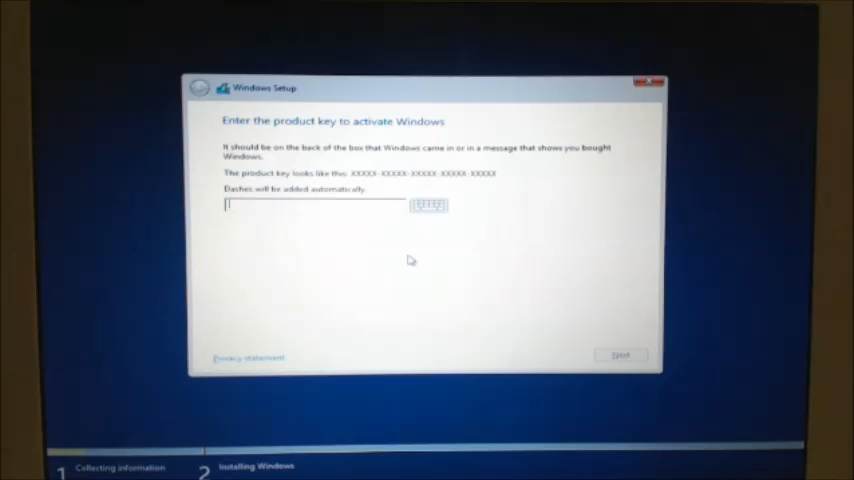 Windows Setup
Enter the product key to activate Windows
It should be on the back of the box that Windows came in or in a message that shows you bought
Windows.
The product key looks like this: XXXXX-XXXXX-XXXXX-XXXXX-XXXXX
Dashes will be added automatically.
Privacy statement
Next
1 Collecting information
2 Installing Windows